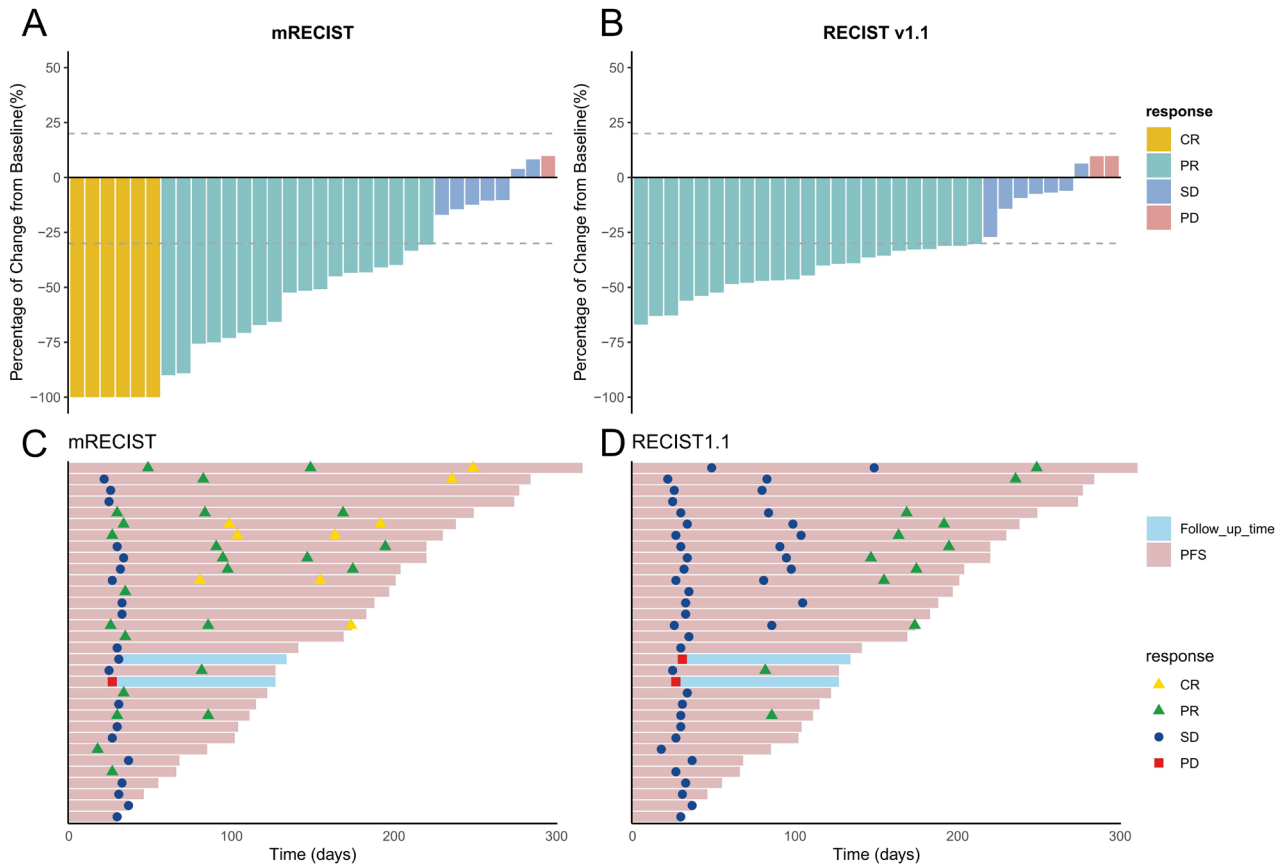 A
mRECIST
Percentage of Change from Baseline(%)
50
25
0
−25
−50
−75
−100
B
RECIST v1.1
Percentage of Change from Baseline(%)
50
25
0
−25
−50
−75
−100
response
CR
PR
SD
PD
C
mRECIST
0
100
200
300
Time (days)
D
RECIST1.1
0
100
200
300
Time (days)
Follow_up_time
PFS
response
CR
PR
SD
PD